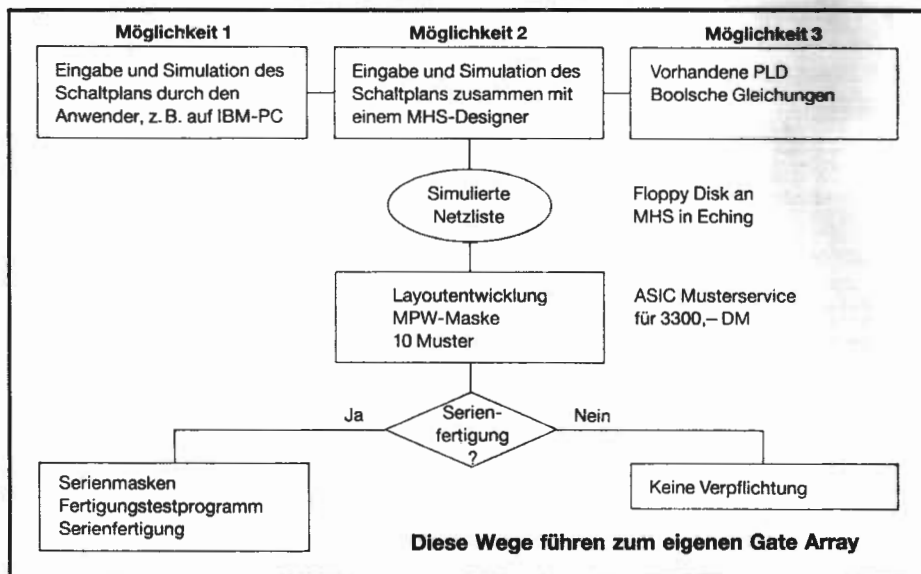 Möglichkeit 1
Eingabe und Simulation des
Schaltplans durch den
Anwender, z. B. auf IBM-PC
Möglichkeit 2
Eingabe und Simulation des
Schaltplans zusammen mit
einem MHS-Designer
Möglichkeit 3
Vorhandene PLD
Boolsche Gleichungen
Simulierte
Netzliste
Floppy Disk an
MHS in Eching
Layoutentwicklung
MPW-Maske
10 Muster
ASIC Musterservice
für 3300,– DM
Serien-
fertigung
?
Ja
Nein
Serienmasken
Fertigungstestprogramm
Serienfertigung
Keine Verpflichtung
Diese Wege führen zum eigenen Gate Array